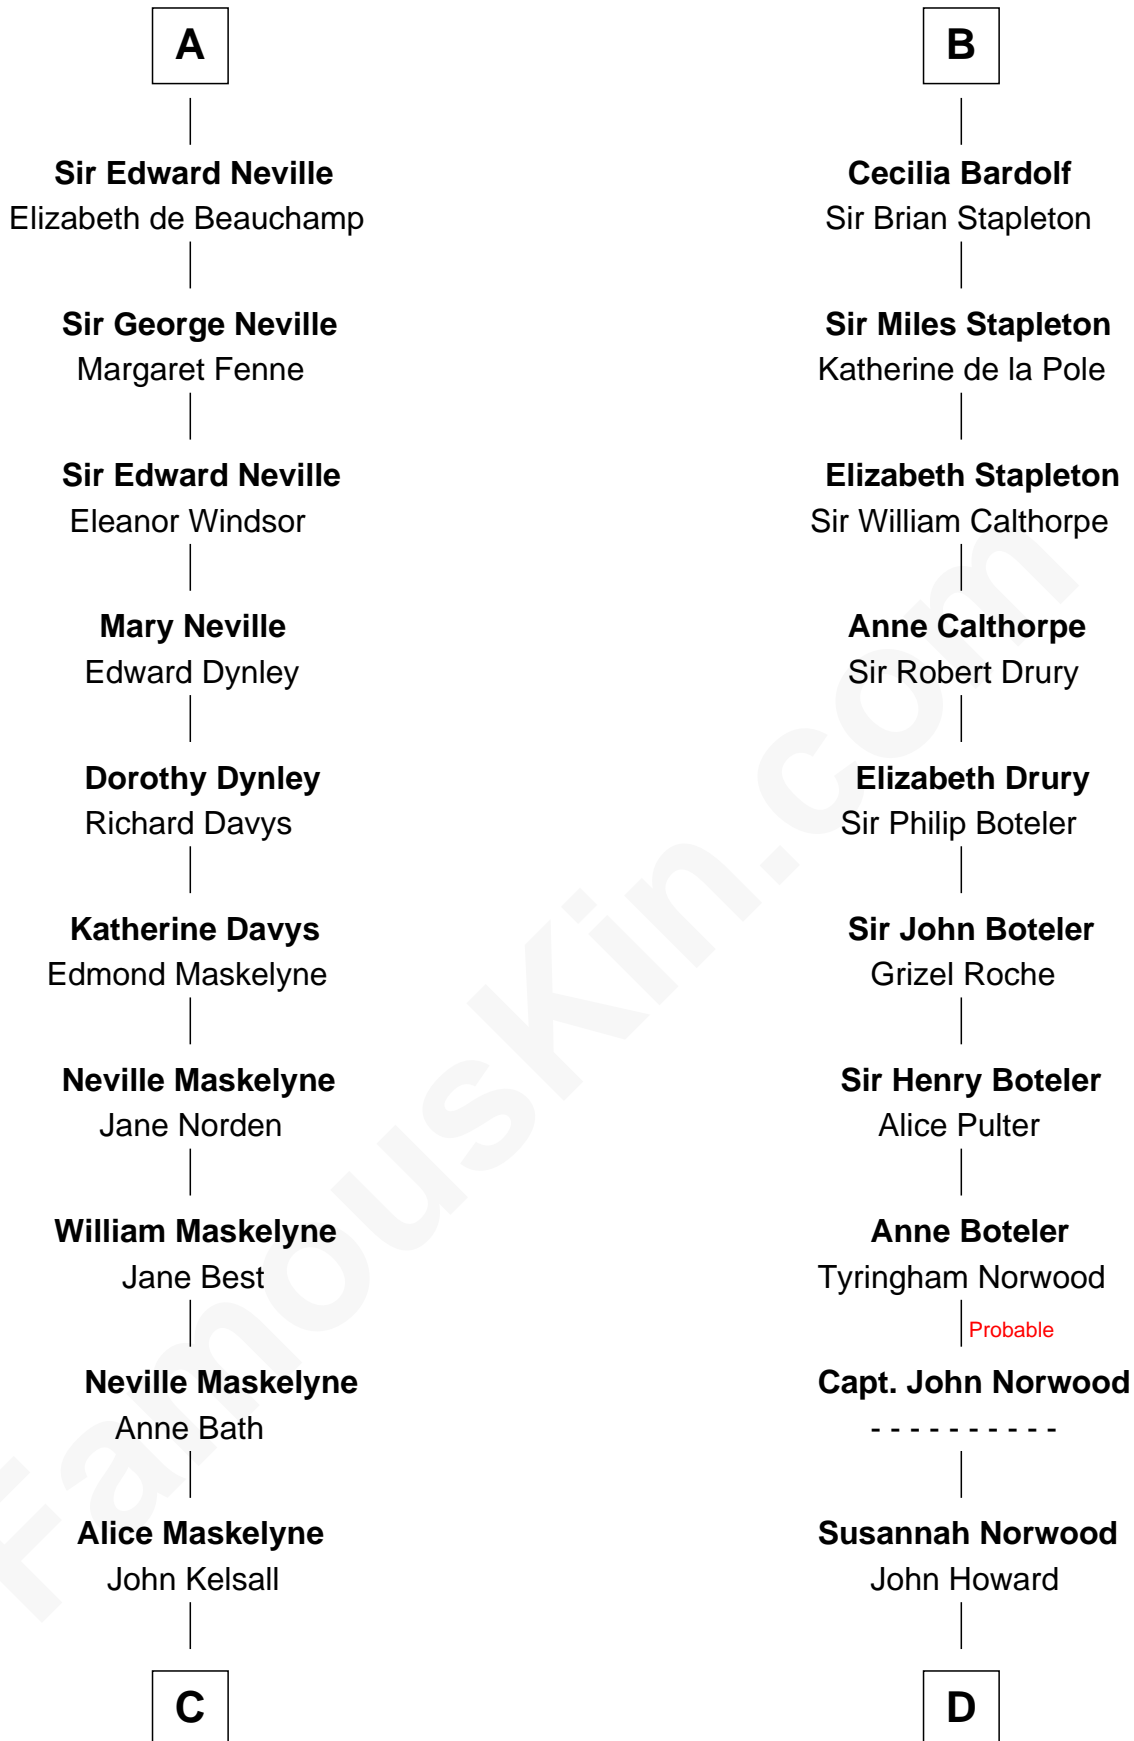 A
Sir Edward Neville
Elizabeth de Beauchamp
Sir George Neville
Margaret Fenne
Sir Edward Neville
Eleanor Windsor
Mary Neville
Edward Dynley
Dorothy Dynley
Richard Davys
Katherine Davys
Edmond Maskelyne
Neville Maskelyne
Jane Norden
William Maskelyne
Jane Best
Neville Maskelyne
Anne Bath
Alice Maskelyne
John Kelsall
C
B
Cecilia Bardolf
Sir Brian Stapleton
Sir Miles Stapleton
Katherine de la Pole
Elizabeth Stapleton
Sir William Calthorpe
Anne Calthorpe
Sir Robert Drury
Elizabeth Drury
Sir Philip Boteler
Sir John Boteler
Grizel Roche
Sir Henry Boteler
Alice Pulter
Anne Boteler
Tyringham Norwood
Probable
Capt. John Norwood
- - - - - - - - - -
Susannah Norwood
John Howard
D
FamousKin.com